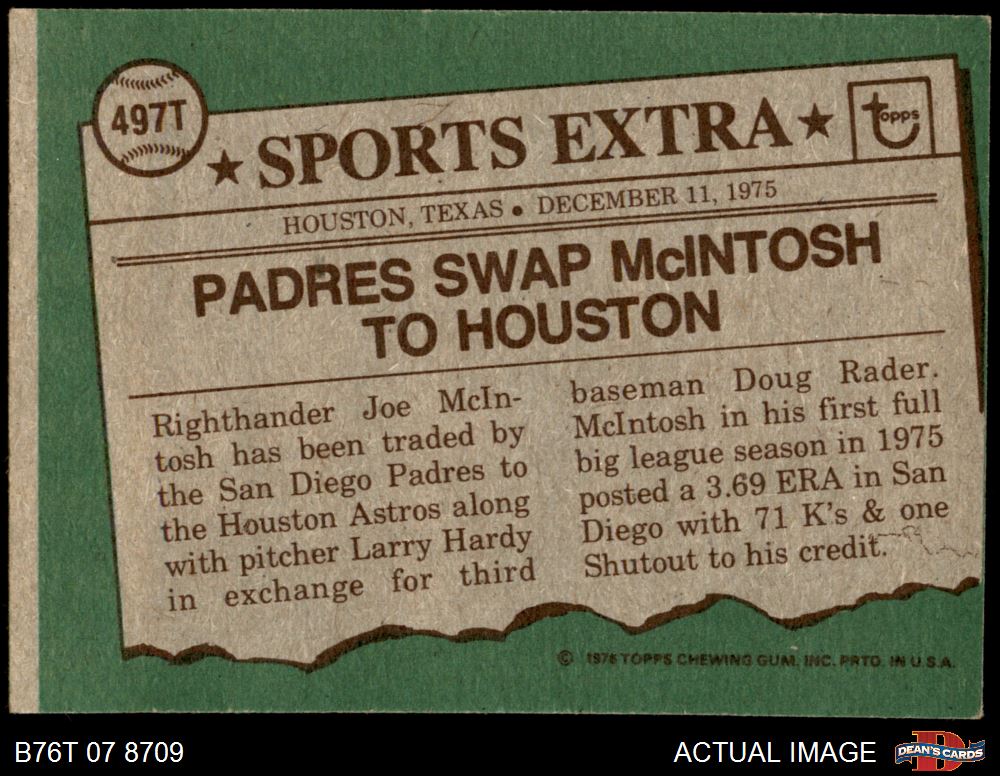 497T
★ SPORTS EXTRA ★
topps
HOUSTON, TEXAS • DECEMBER 11, 1975
PADRES SWAP McINTOSH
TO HOUSTON
Righthander Joe McIn-
tosh has been traded by
the San Diego Padres to
the Houston Astros along
with pitcher Larry Hardy
in exchange for third
baseman Doug Rader.
McIntosh in his first full
big league season in 1975
posted a 3.69 ERA in San
Diego with 71 K's & one
Shutout to his credit.
© 1976 TOPPS CHEWING GUM, INC. PRTD. IN U.S.A.
B76T 07 8709
ACTUAL IMAGE
DEAN'S CARDS